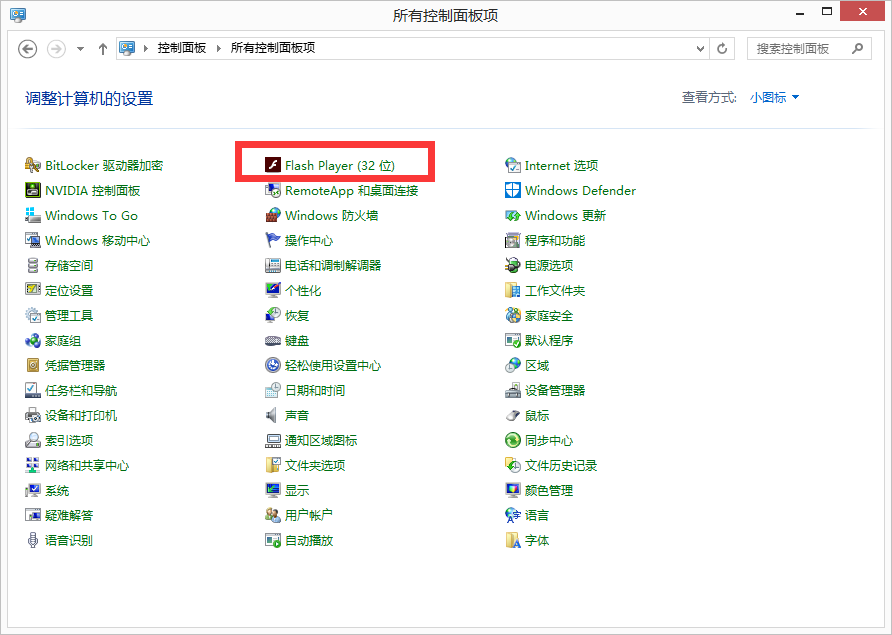 所有控制面板项
控制面板 所有控制面板项
搜索控制面板
调整计算机的设置
查看方式: 小图标
BitLocker 驱动器加密 Flash Player (32 位) Internet 选项
NVIDIA 控制面板 RemoteApp 和桌面连接 Windows Defender
Windows To Go Windows 防火墙 Windows 更新
Windows 移动中心 操作中心 程序和功能
存储空间 电话和调制解调器 电源选项
定位设置 个性化 工作文件夹
管理工具 恢复 家庭安全
家庭组 键盘 默认程序
凭据管理器 轻松使用设置中心 区域
任务栏和导航 日期和时间 设备管理器
设备和打印机 声音 鼠标
索引选项 通知区域图标 同步中心
网络和共享中心 文件夹选项 文件历史记录
系统 显示 颜色管理
疑难解答 用户帐户 语言
语音识别 自动播放 字体